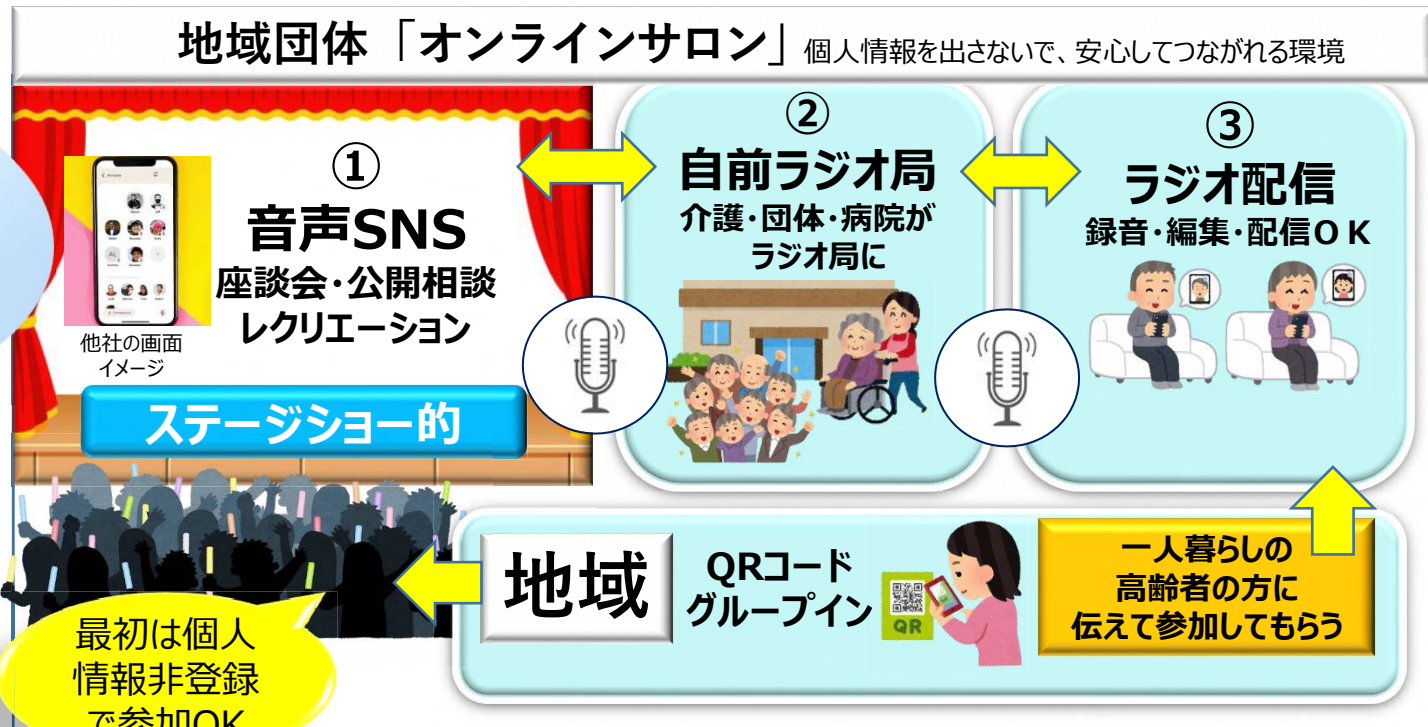 地域団体「オンラインサロン」個人情報を出さないで、安心してつながれる環境
①
音声SNS
座談会・公開相談
レクリエーション
他社の画面
イメージ
ステージショー的
②
自前ラジオ局
介護・団体・病院が
ラジオ局に
③
ラジオ配信
録音・編集・配信OK
地域
QRコード
グループイン
QR
一人暮らしの
高齢者の方に
伝えて参加してもらう
最初は個人
情報非登録
で参加OK